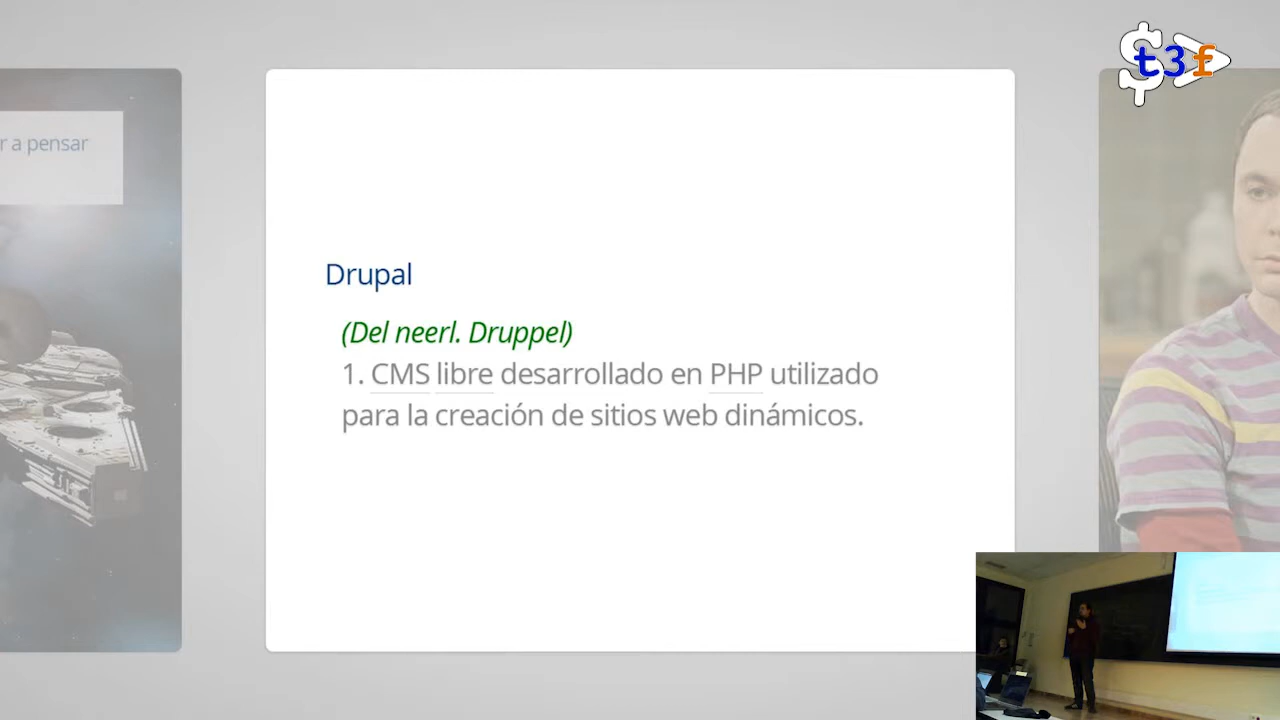 t3f
r a pensar
Drupal
(Del neerl. Druppel)
1. CMS libre desarrollado en PHP utilizado
para la creación de sitios web dinámicos.